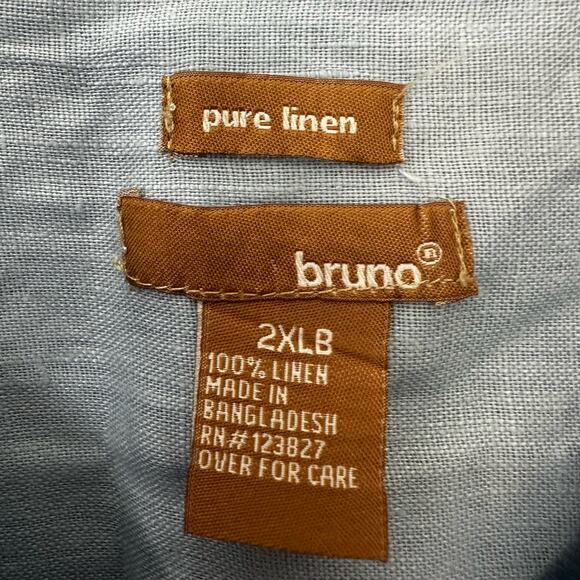 pure linen
bruno®
2XLB
100% LINEN
MADE IN
BANGLADESH
RN#123827
OVER FOR CARE